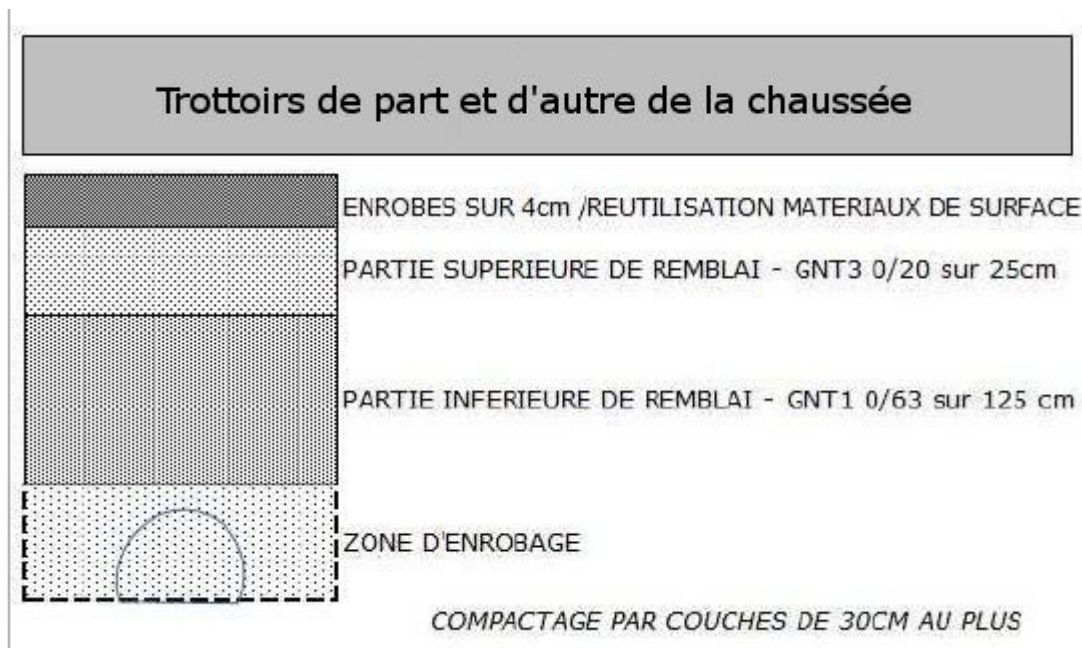 Trottoirs de part et d'autre de la chaussée
ENROBES SUR 4cm /REUTILISATION MATERIAUX DE SURFACE
PARTIE SUPERIEURE DE REMBLAI - GNT3 0/20 sur 25cm
PARTIE INFERIEURE DE REMBLAI - GNT1 0/63 sur 125 cm
ZONE D'ENROBAGE
COMPACTAGE PAR COUCHES DE 30CM AU PLUS